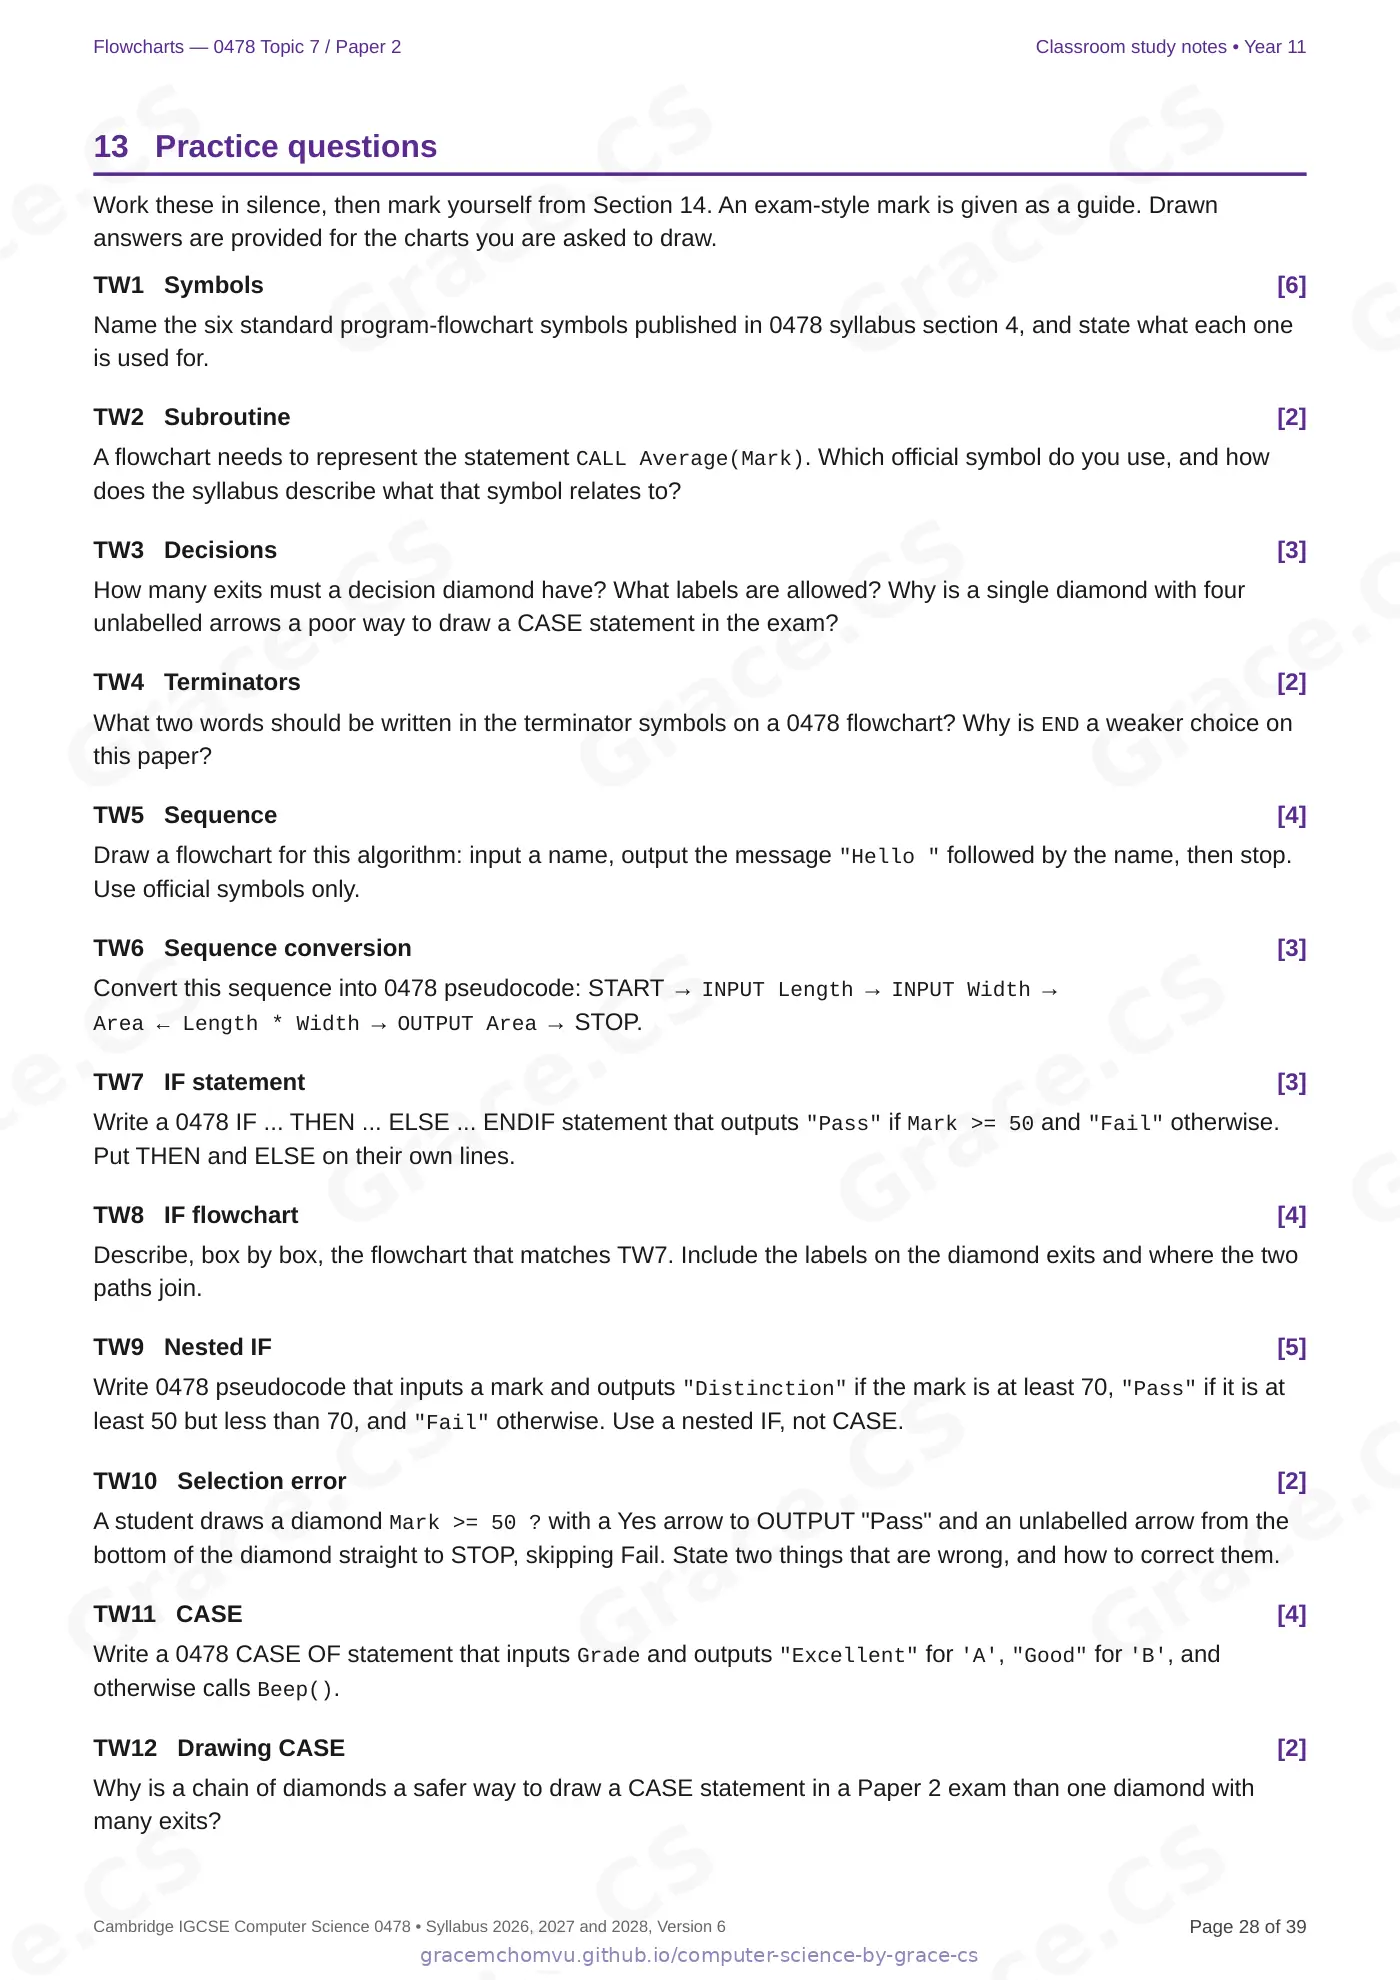 Flowcharts — 0478 Topic 7 / Paper 2
Classroom study notes • Year 11
13 Practice questions
Work these in silence, then mark yourself from Section 14. An exam-style mark is given as a guide. Drawn
answers are provided for the charts you are asked to draw.
TW1 Symbols [6]
Name the six standard program-flowchart symbols published in 0478 syllabus section 4, and state what each one
is used for.
TW2 Subroutine [2]
A flowchart needs to represent the statement CALL Average(Mark). Which official symbol do you use, and how
does the syllabus describe what that symbol relates to?
TW3 Decisions [3]
How many exits must a decision diamond have? What labels are allowed? Why is a single diamond with four
unlabelled arrows a poor way to draw a CASE statement in the exam?
TW4 Terminators [2]
What two words should be written in the terminator symbols on a 0478 flowchart? Why is END a weaker choice on
this paper?
TW5 Sequence [4]
Draw a flowchart for this algorithm: input a name, output the message "Hello " followed by the name, then stop.
Use official symbols only.
TW6 Sequence conversion [3]
Convert this sequence into 0478 pseudocode: START → INPUT Length → INPUT Width →
Area ← Length * Width → OUTPUT Area → STOP.
TW7 IF statement [3]
Write a 0478 IF ... THEN ... ELSE ... ENDIF statement that outputs "Pass" if Mark >= 50 and "Fail" otherwise.
Put THEN and ELSE on their own lines.
TW8 IF flowchart [4]
Describe, box by box, the flowchart that matches TW7. Include the labels on the diamond exits and where the two
paths join.
TW9 Nested IF [5]
Write 0478 pseudocode that inputs a mark and outputs "Distinction" if the mark is at least 70, "Pass" if it is at
least 50 but less than 70, and "Fail" otherwise. Use a nested IF, not CASE.
TW10 Selection error [2]
A student draws a diamond Mark >= 50 ? with a Yes arrow to OUTPUT "Pass" and an unlabelled arrow from the
bottom of the diamond straight to STOP, skipping Fail. State two things that are wrong, and how to correct them.
TW11 CASE [4]
Write a 0478 CASE OF statement that inputs Grade and outputs "Excellent" for 'A', "Good" for 'B', and
otherwise calls Beep().
TW12 Drawing CASE [2]
Why is a chain of diamonds a safer way to draw a CASE statement in a Paper 2 exam than one diamond with
many exits?
Cambridge IGCSE Computer Science 0478 • Syllabus 2026, 2027 and 2028, Version 6
Page 28 of 39
gracemchomvu.github.io/computer-science-by-grace-cs
Grace.CS